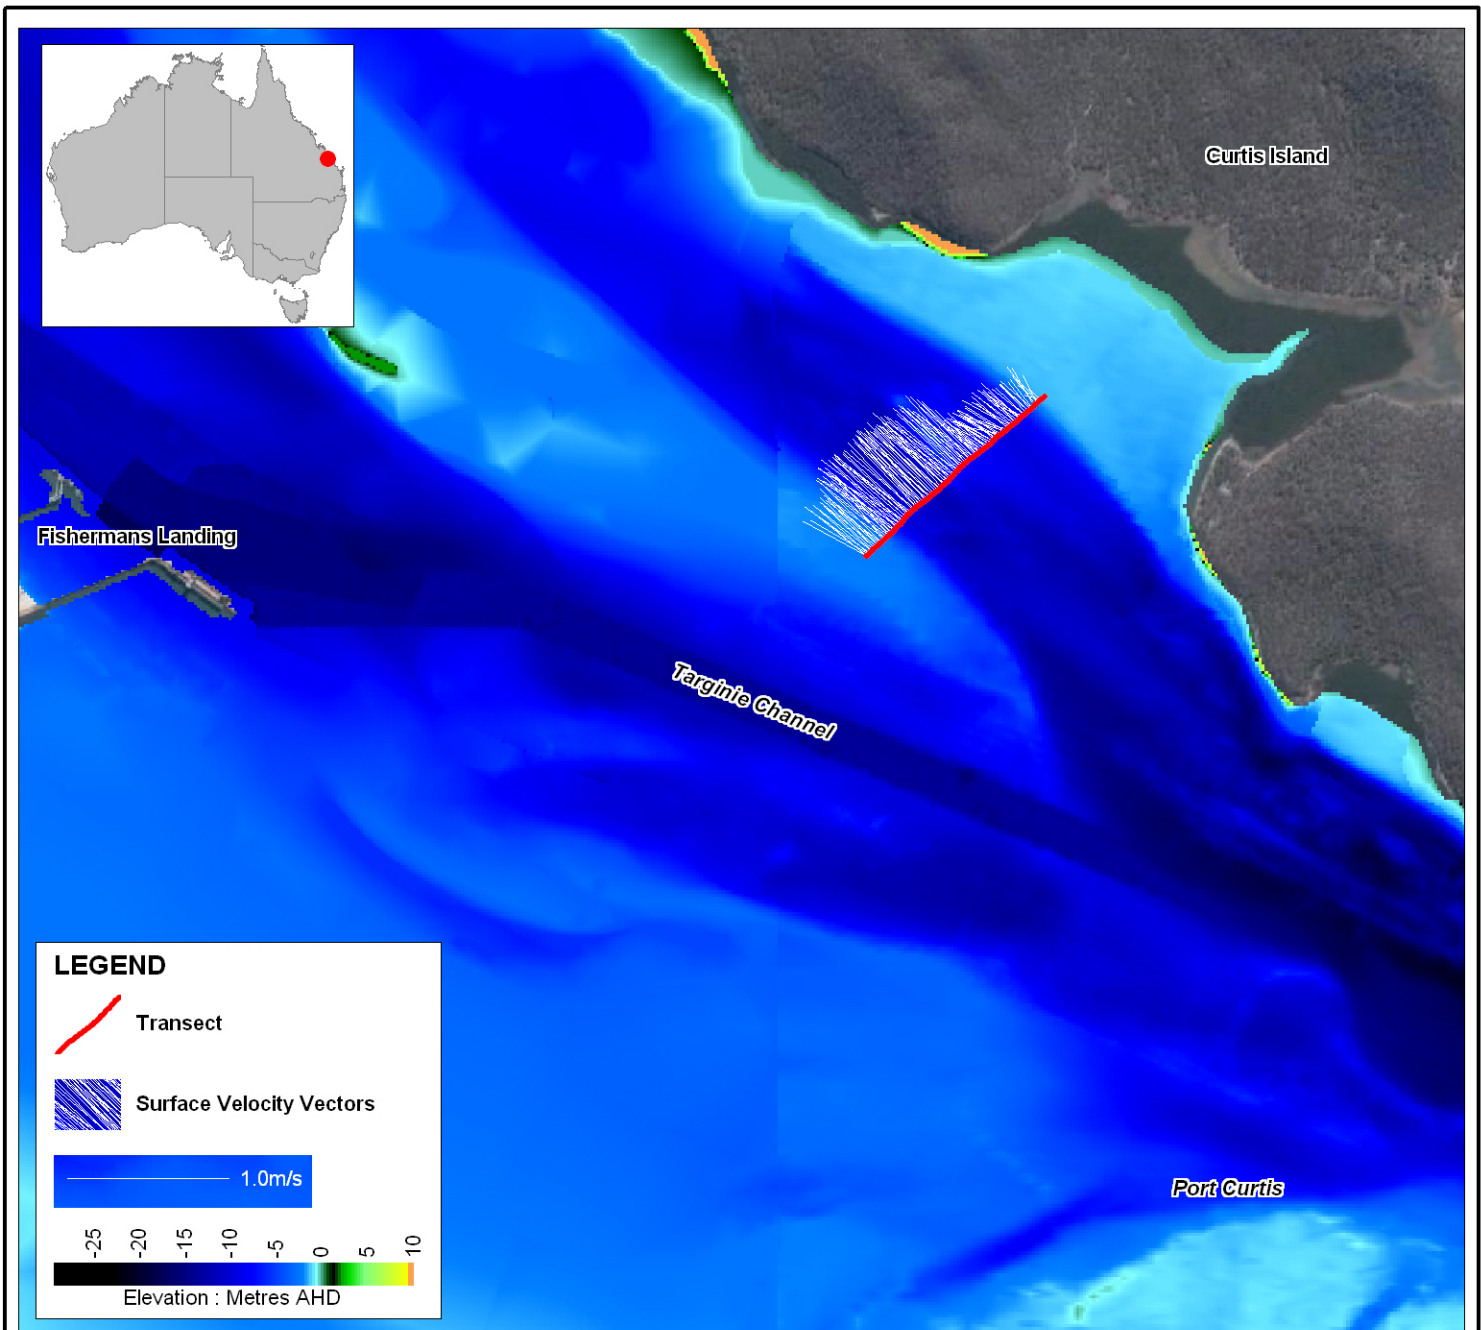 Curtis Island
Fishermans Landing
Targinie Channel
Port Curtis
LEGEND
Transect
Surface Velocity Vectors
1.0m/s
-25 -20 -15 -10 -5 0 5 10
Elevation : Metres AHD